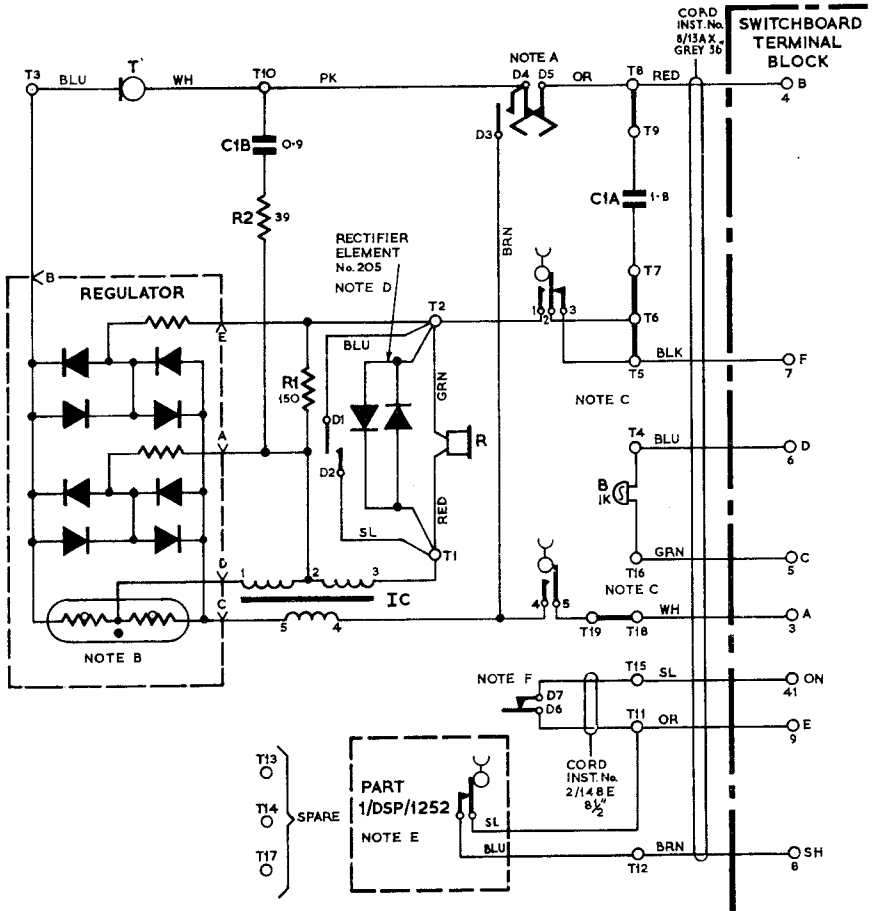 CORD
INST. No.
8/13AX
GREY 36"
SWITCHBOARD
TERMINAL
BLOCK
T3
BLU
T
WH
T10
PK
NOTE A
D4 D5
OR
T8
RED
B
4
D3
T9
C1B
0·9
R2
39
C1A
1·8
BRN
RECTIFIER
ELEMENT
No. 205
NOTE D
T7
B
REGULATOR
E
T2
1 2 3
T6
BLU
T5
BLK
F
7
R1
150
GRN
NOTE C
D1
A
D2
R
T4
BLU
D
6
B
1K
RED
SL
T1
T16
GRN
C
5
D
1 2 3
IC
C
5 4
NOTE C
4 5
T19
T18
WH
A
3
NOTE B
NOTE F
D7
D6
T15
SL
ON
41
T11
OR
E
9
CORD
INST. No.
2/14BE
8½"
T13
T14
T17
SPARE
PART
1/DSP/1252
NOTE E
SL
BLU
T12
BRN
SH
8